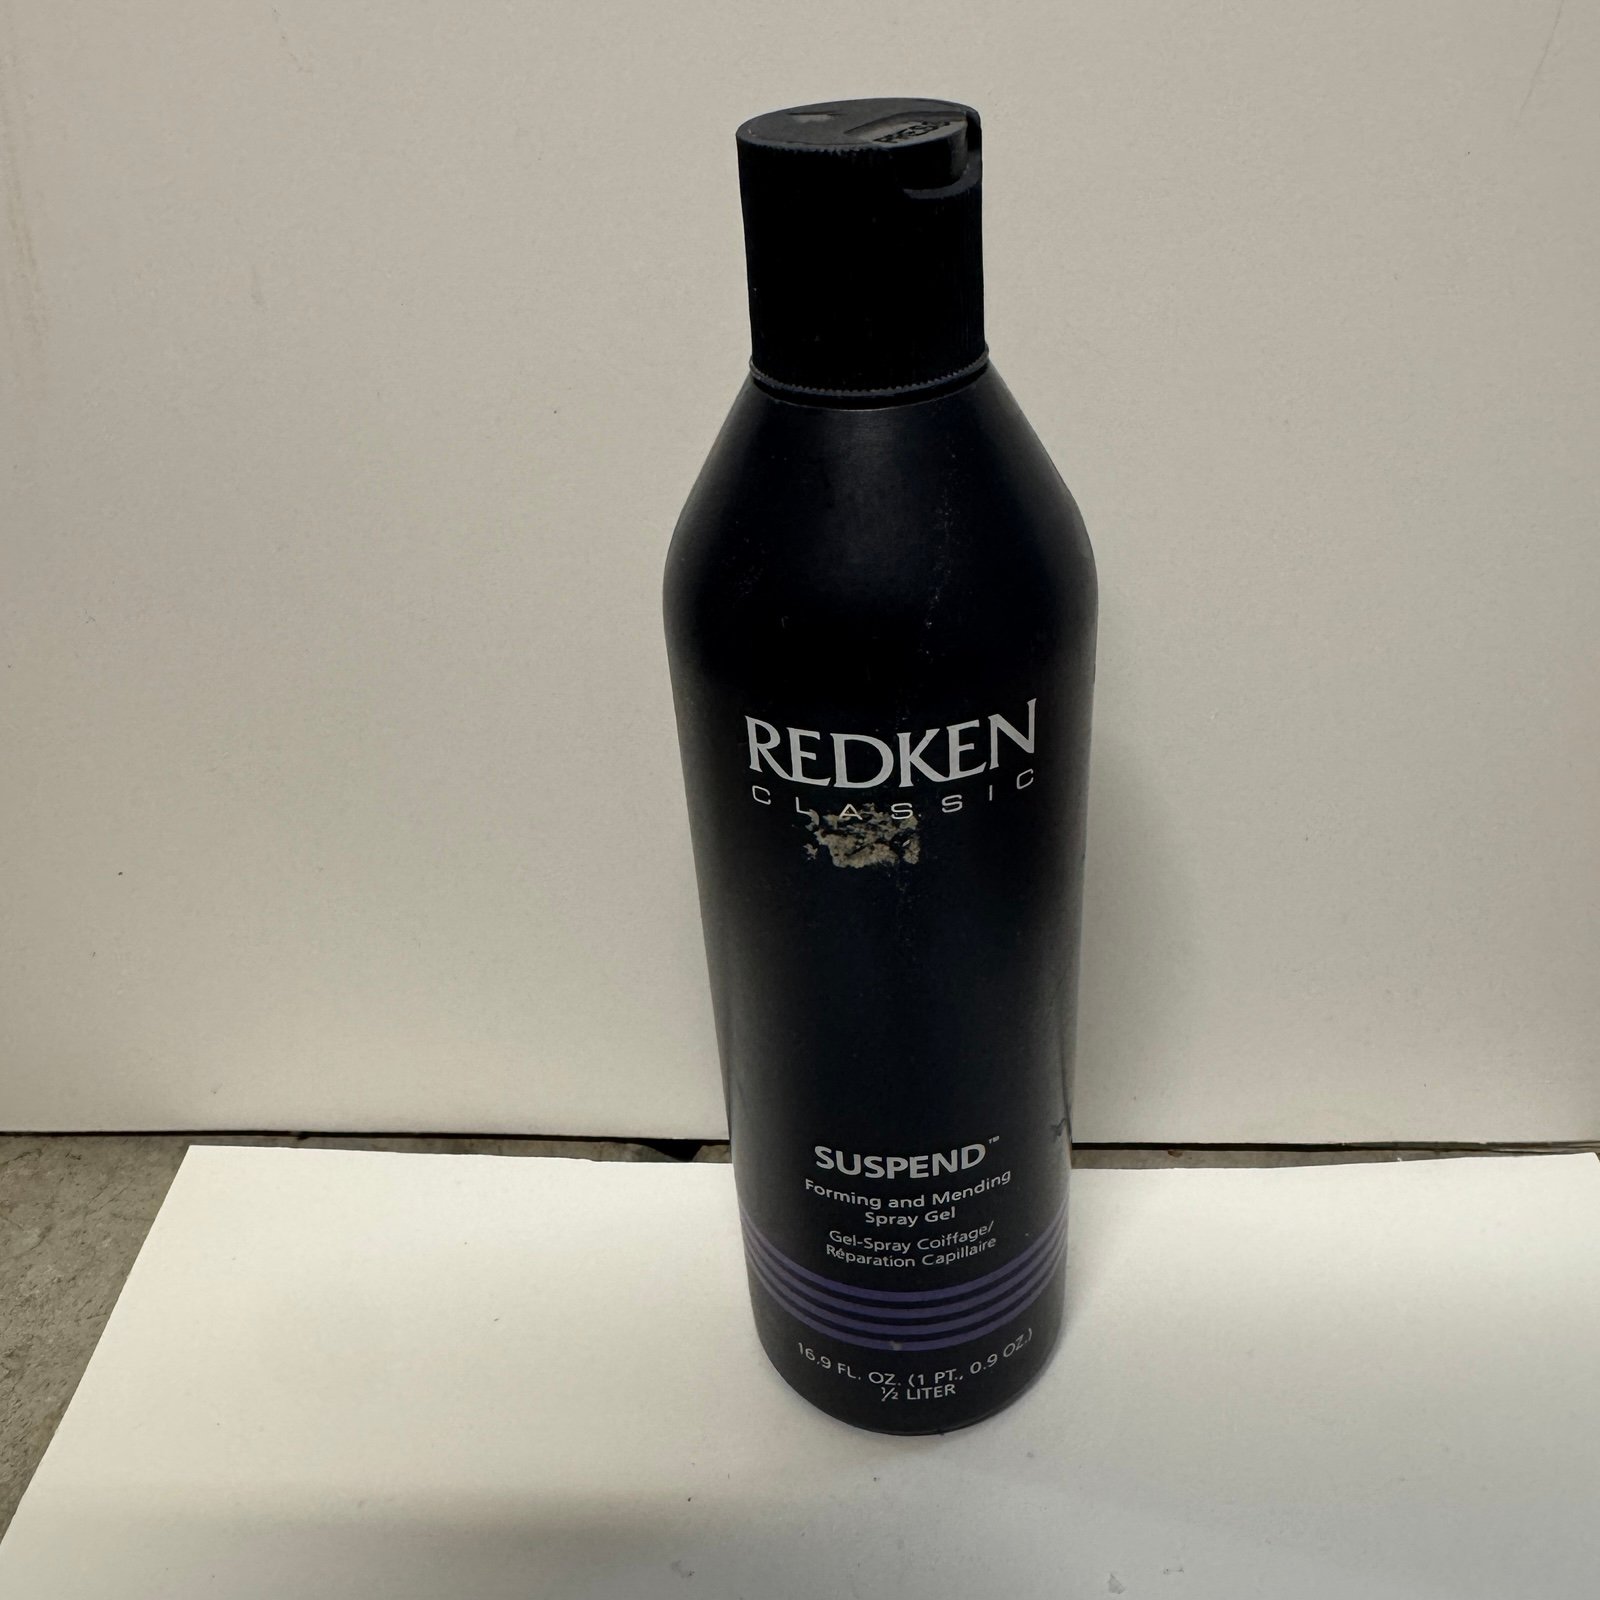 PRESS
REDKEN
CLASSIC
SUSPEND™
Forming and Mending
Spray Gel
Gel-Spray Coiffage/
Réparation Capillaire
16.9 FL. OZ. (1 PT., 0.9 OZ.)
½ LITER